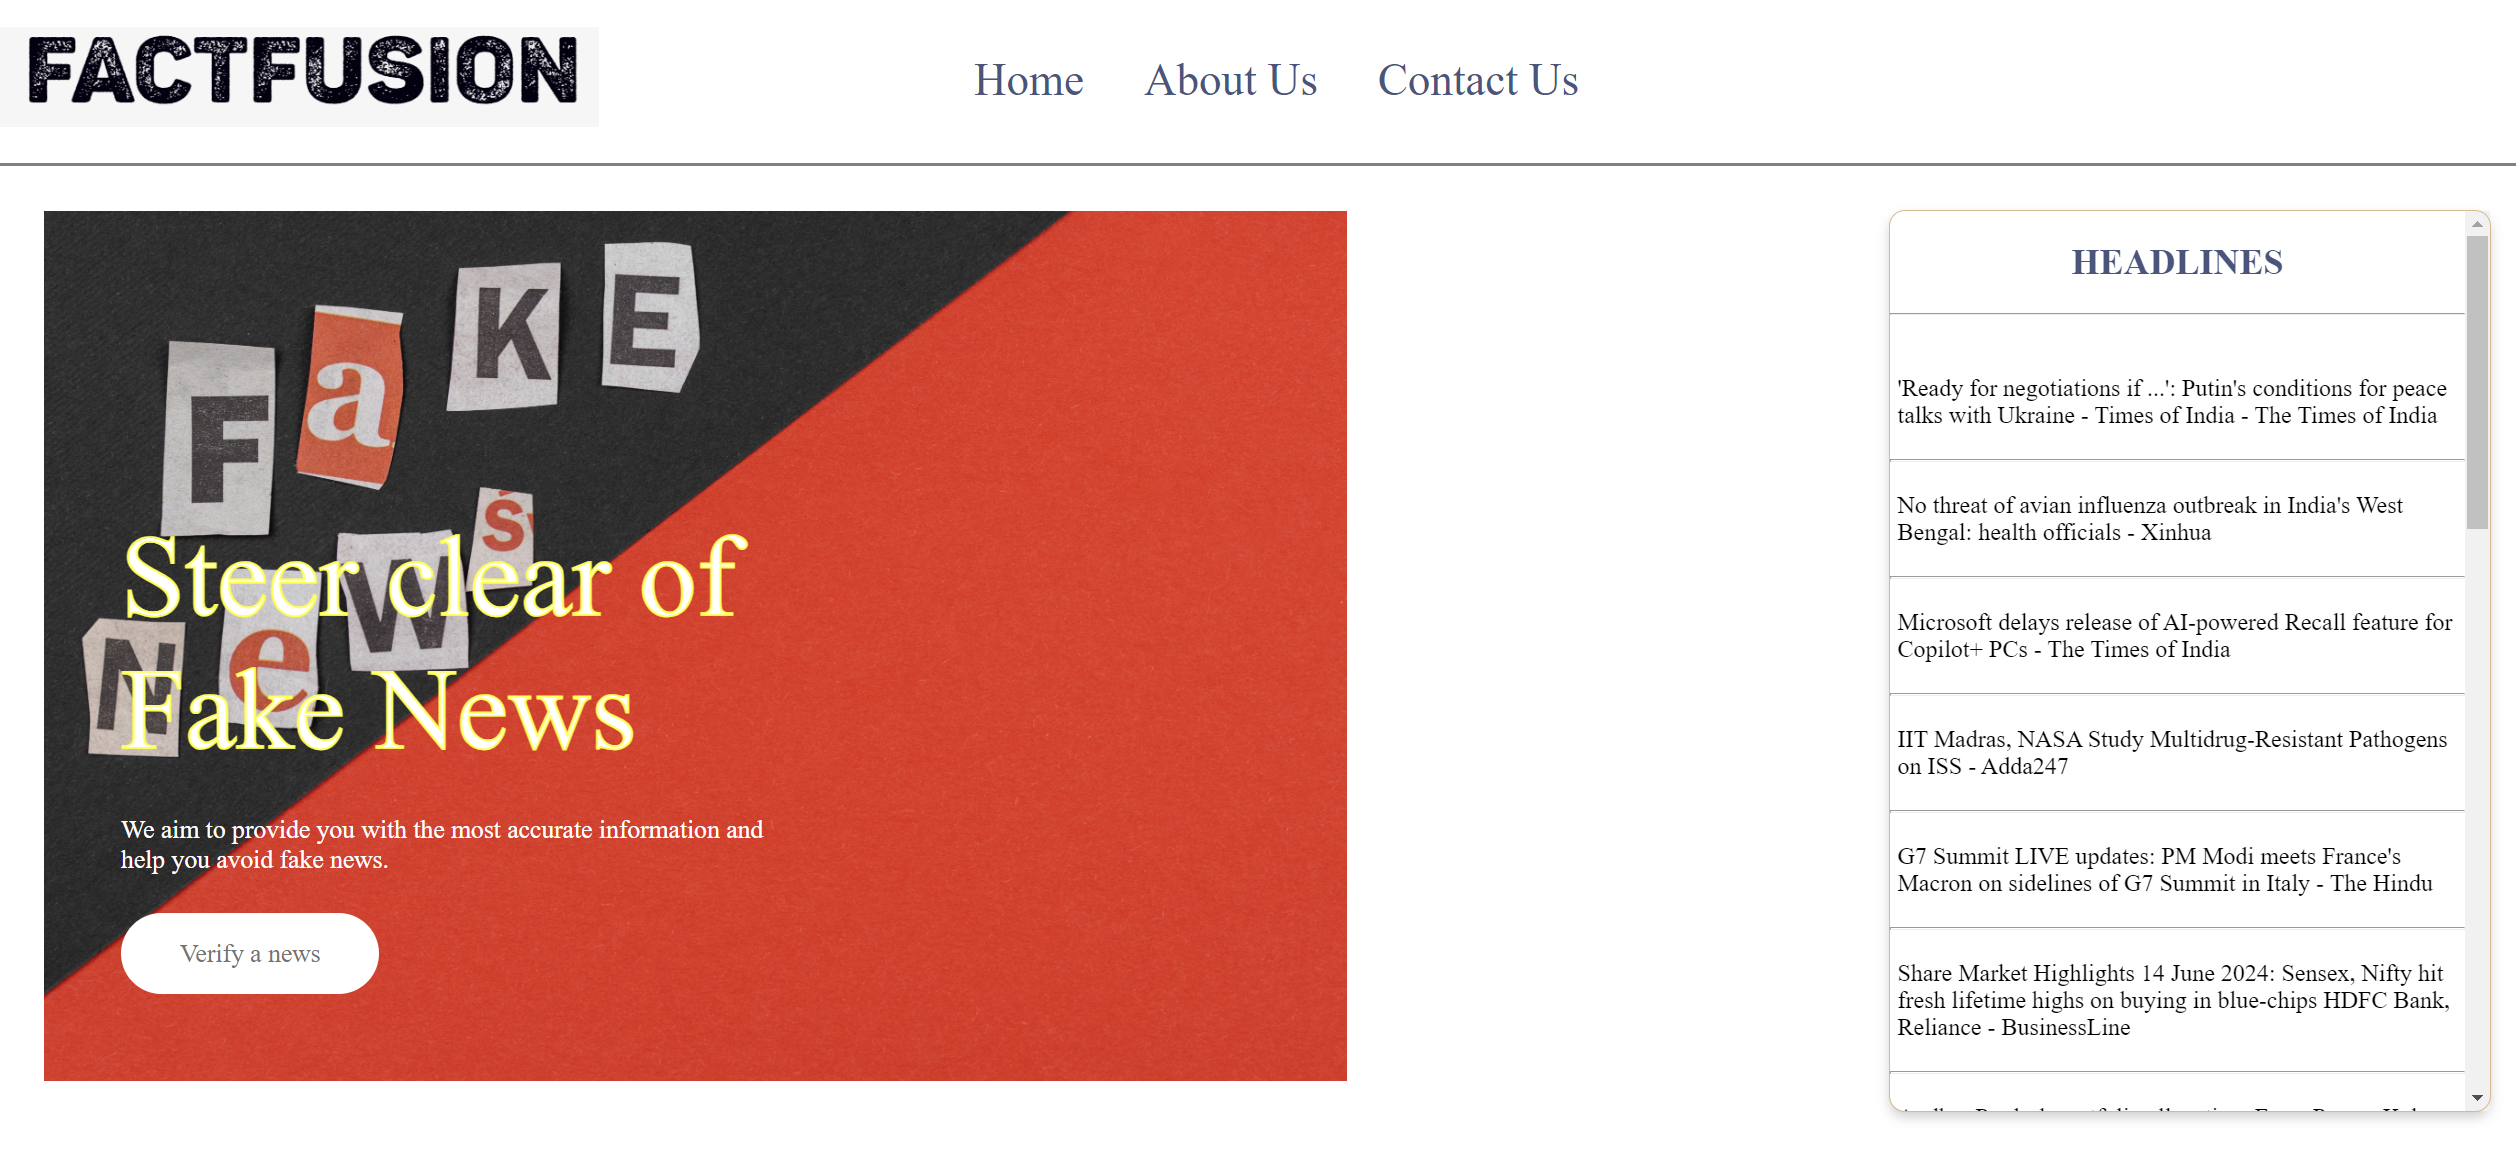 FACTFUSION
Home About Us Contact Us
FaKE
NeWs
Steer clear of
Fake News
We aim to provide you with the most accurate information and
help you avoid fake news.
Verify a news
HEADLINES
'Ready for negotiations if ...': Putin's conditions for peace
talks with Ukraine - Times of India - The Times of India
No threat of avian influenza outbreak in India's West
Bengal: health officials - Xinhua
Microsoft delays release of AI-powered Recall feature for
Copilot+ PCs - The Times of India
IIT Madras, NASA Study Multidrug-Resistant Pathogens
on ISS - Adda247
G7 Summit LIVE updates: PM Modi meets France's
Macron on sidelines of G7 Summit in Italy - The Hindu
Share Market Highlights 14 June 2024: Sensex, Nifty hit
fresh lifetime highs on buying in blue-chips HDFC Bank,
Reliance - BusinessLine